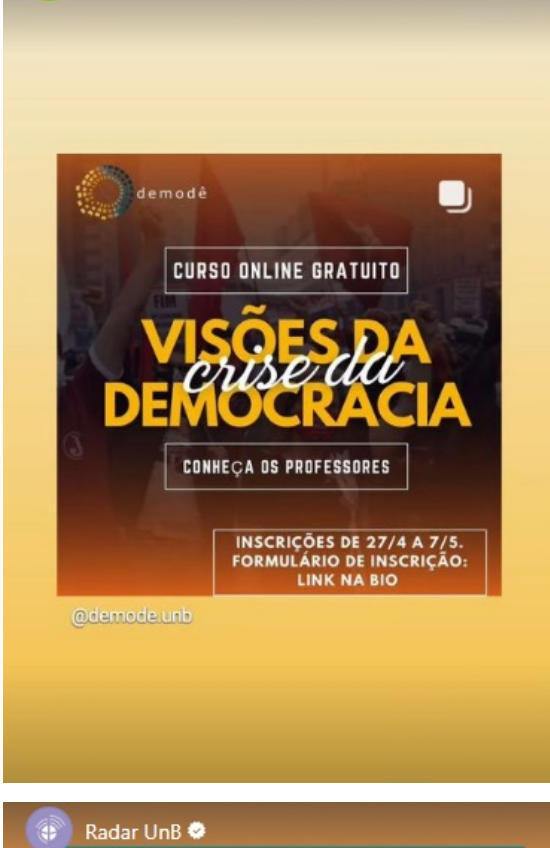 demodê
CURSO ONLINE GRATUITO
VISÕES DA
crise da
DEMOCRACIA
CONHEÇA OS PROFESSORES
INSCRIÇÕES DE 27/4 A 7/5.
FORMULÁRIO DE INSCRIÇÃO:
LINK NA BIO
@demode.unb
Radar UnB